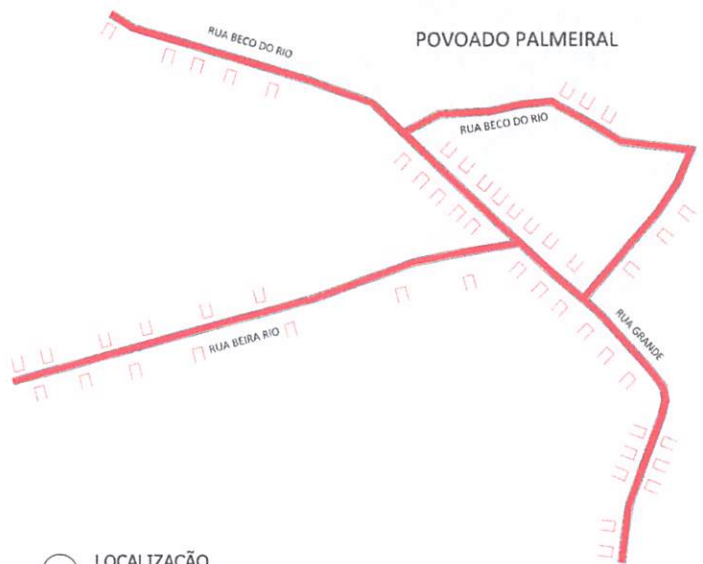 RUA BECO DO RIO
POVOADO PALMEIRAL
RUA BECO DO RIO
RUA BEIRA RIO
RUA GRANDE
LOCALIZAÇÃO